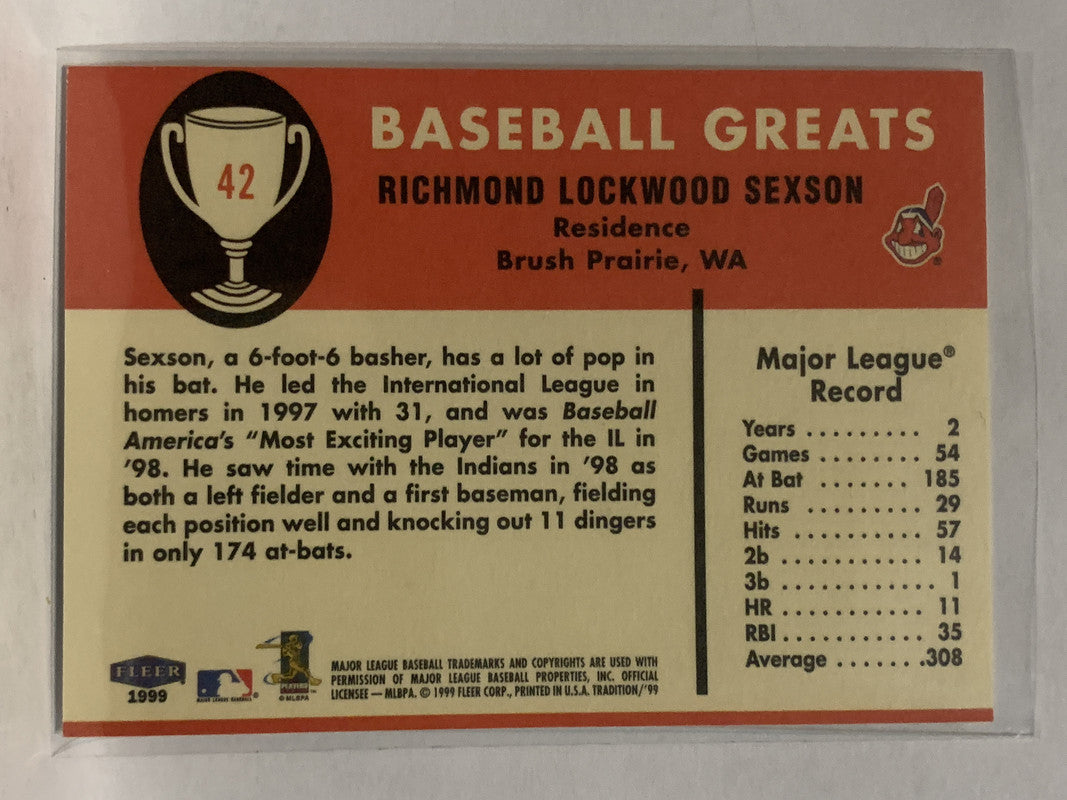 42
BASEBALL GREATS
RICHMOND LOCKWOOD SEXSON
Residence
Brush Prairie, WA
Sexson, a 6-foot-6 basher, has a lot of pop in
his bat. He led the International League in
homers in 1997 with 31, and was Baseball
America's "Most Exciting Player" for the IL in
'98. He saw time with the Indians in '98 as
both a left fielder and a first baseman, fielding
each position well and knocking out 11 dingers
in only 174 at-bats.
Major League®
Record
Years . . . . . . . . . 2
Games . . . . . . . . 54
At Bat . . . . . . . . 185
Runs . . . . . . . . . 29
Hits . . . . . . . . . . 57
2b . . . . . . . . . . . 14
3b . . . . . . . . . . . . 1
HR . . . . . . . . . . . 11
RBI . . . . . . . . . . . 35
Average . . . . . . .308
FLEER
1999
MAJOR LEAGUE BASEBALL
©MLBPA
MAJOR LEAGUE BASEBALL TRADEMARKS AND COPYRIGHTS ARE USED WITH
PERMISSION OF MAJOR LEAGUE BASEBALL PROPERTIES, INC. OFFICIAL
LICENSEE — MLBPA. © 1999 FLEER CORP., PRINTED IN U.S.A. TRADITION/'99